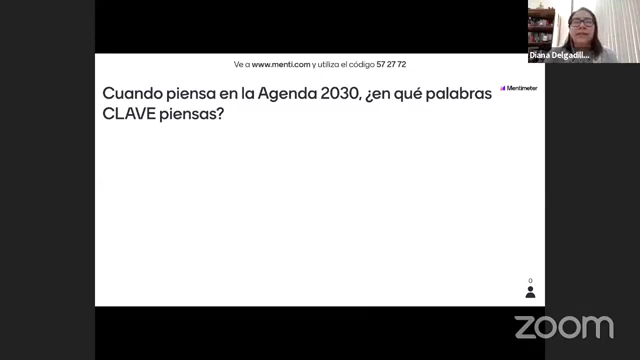 Ve a www.menti.com y utiliza el código 57 27 72
Diana Delgadill...
Cuando piensa en la Agenda 2030, ¿en qué palabras
CLAVE piensas?
Mentimeter
0
zoom